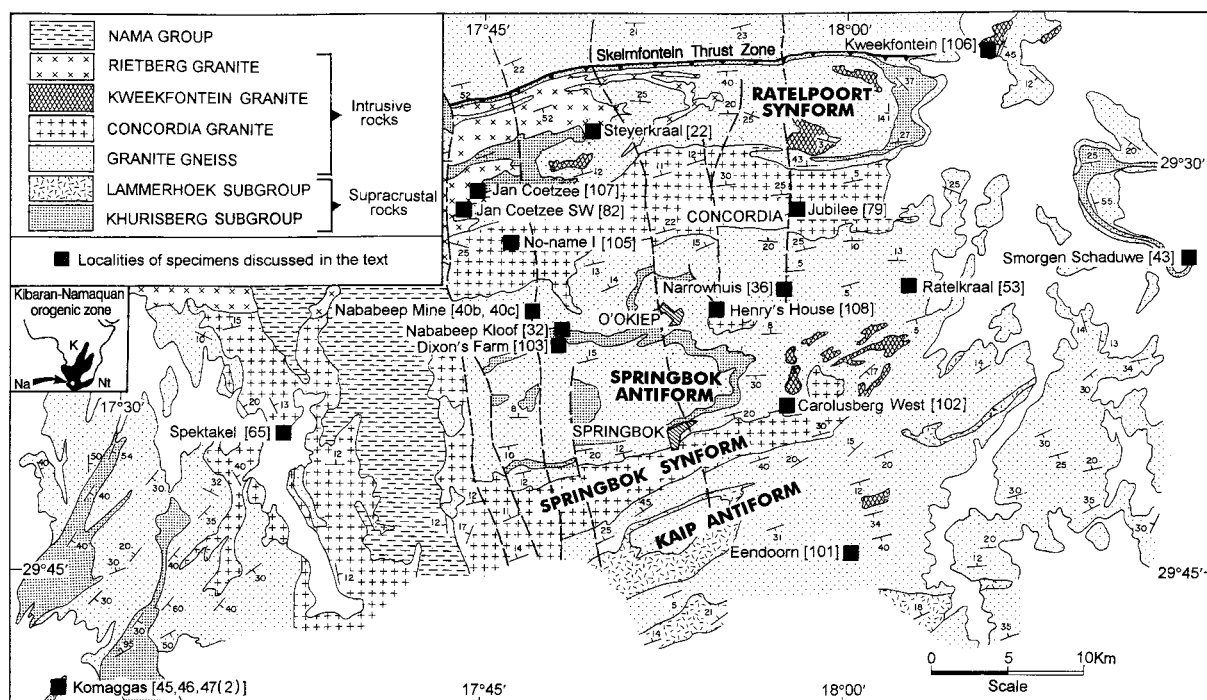 NAMA GROUP
RIETBERG GRANITE
KWEEKFONTEIN GRANITE
CONCORDIA GRANITE
GRANITE GNEISS
Intrusive
rocks
LAMMERHOEK SUBGROUP
KHURISBERG SUBGROUP
Supracrustal
rocks
Localities of specimens discussed in the text
Kibaran-Namaquan
orogenic zone
K
Na
Nt
17°45'
18°00'
Skelmfontein Thrust Zone
Kweekfontein [106]
RATELPOORT
SYNFORM
Steyerkraal [22]
29°30'
Jan Coetzee [107]
Jan Coetzee SW [82]
CONCORDIA
Jubilee [79]
No-name I [105]
Smorgen Schaduwe [43]
Narrowhuis [36]
Ratelkraal [53]
Nababeep Mine [40b, 40c]
O'OKIEP
Henry's House [108]
Nababeep Kloof [32]
Dixon's Farm [103]
SPRINGBOK
ANTIFORM
17°30'
Carolusberg West [102]
Spektakel [65]
SPRINGBOK
SPRINGBOK SYNFORM
KAIP ANTIFORM
Eendoorn [101]
29°45'
29°45'
Komaggas [45,46,47(2)]
17°45'
18°00'
0 5 10Km
Scale